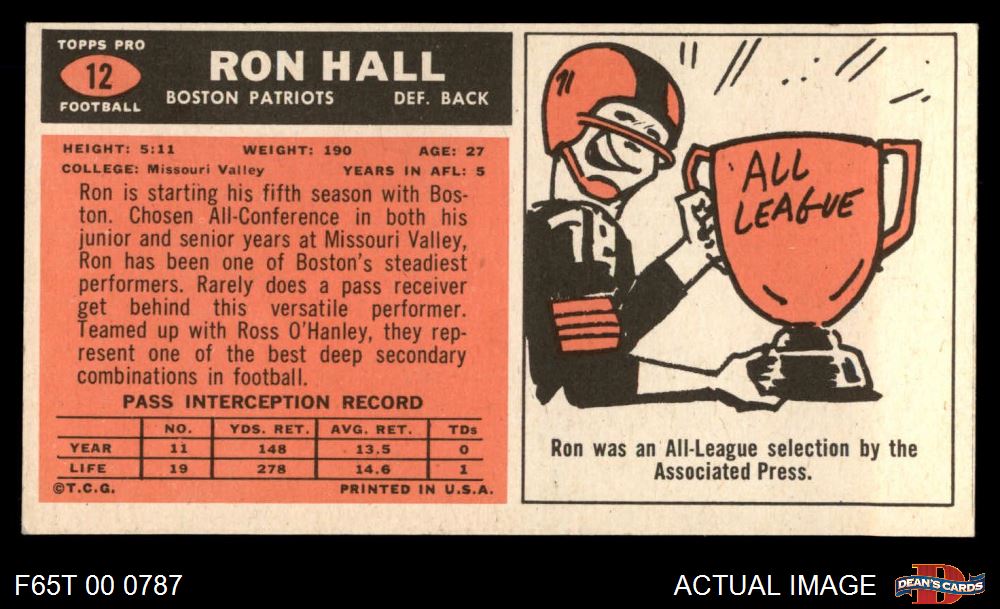 TOPPS PRO
12
FOOTBALL
RON HALL
BOSTON PATRIOTS DEF. BACK
HEIGHT: 5:11 WEIGHT: 190 AGE: 27
COLLEGE: Missouri Valley YEARS IN AFL: 5
Ron is starting his fifth season with Bos-
ton. Chosen All-Conference in both his
junior and senior years at Missouri Valley,
Ron has been one of Boston's steadiest
performers. Rarely does a pass receiver
get behind this versatile performer.
Teamed up with Ross O'Hanley, they rep-
resent one of the best deep secondary
combinations in football.
PASS INTERCEPTION RECORD
NO. YDS. RET. AVG. RET. TDs
YEAR 11 148 13.5 0
LIFE 19 278 14.6 1
©T.C.G. PRINTED IN U.S.A.
ALL
LEAGUE
Ron was an All-League selection by the
Associated Press.
F65T 00 0787
ACTUAL IMAGE
D
DEAN'S CARDS